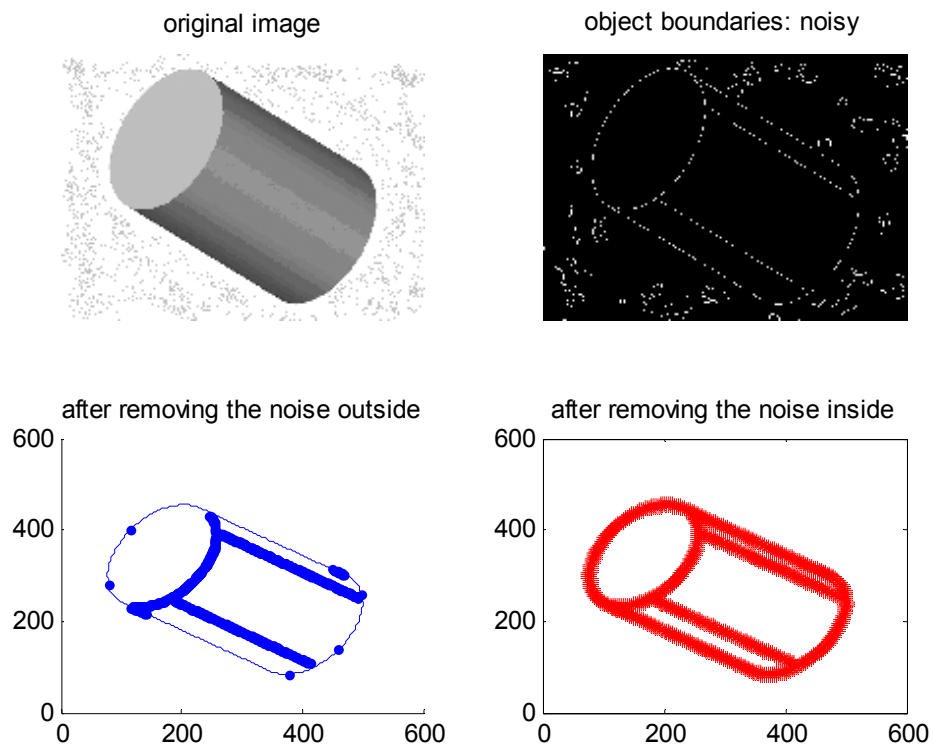 original image
object boundaries: noisy
after removing the noise outside
600
400
200
0
0 200 400 600
after removing the noise inside
600
400
200
0
0 200 400 600